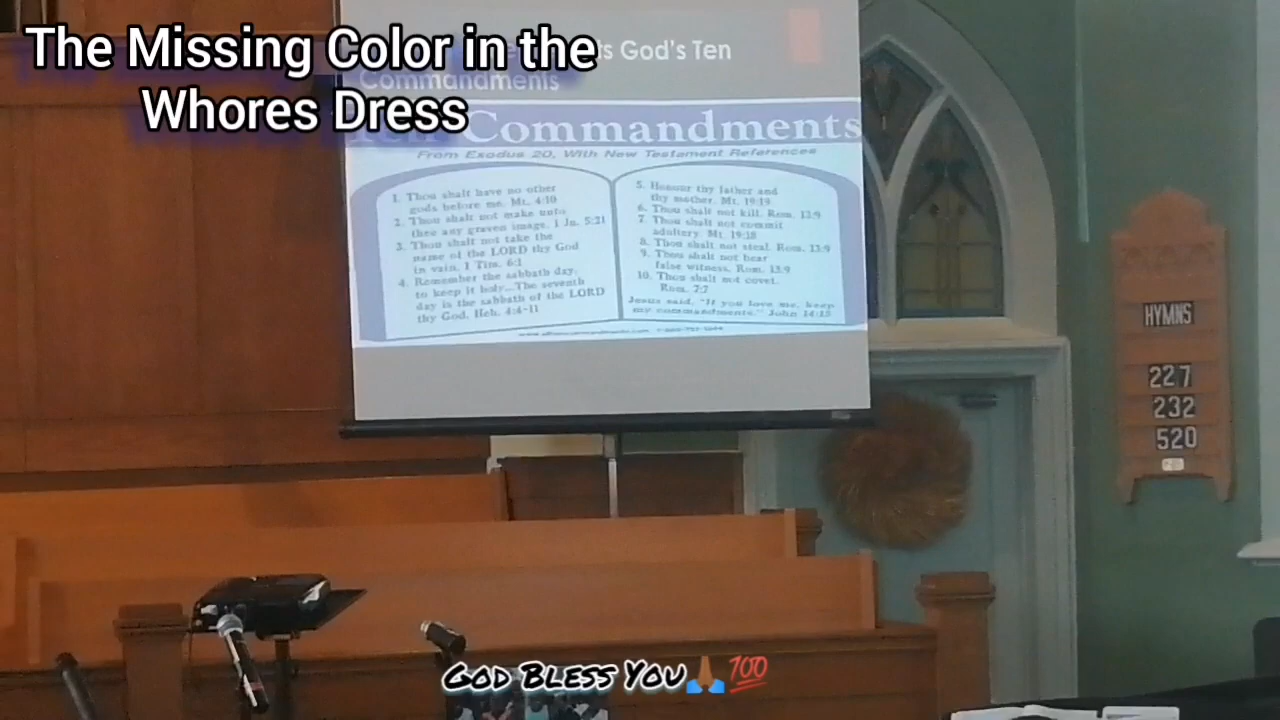 The Missing Color in the
Whores Dress
God's Ten
Commandments
Commandments
From Exodus 20, With New Testament References
1. Thou shalt have no other
gods before me. Mt. 4:10
2. Thou shalt not make unto
thee any graven image. 1 Jn. 5:21
3. Thou shalt not take the
name of the LORD thy God
in vain. 1 Tim. 6:1
4. Remember the sabbath day,
to keep it holy...The seventh
day is the sabbath of the LORD
thy God. Heb. 4:4-11
5. Honour thy father and
thy mother. Mt. 19:19
6. Thou shalt not kill. Rom. 13:9
7. Thou shalt not commit
adultery. Mt. 19:18
8. Thou shalt not steal. Rom. 13:9
9. Thou shalt not bear
false witness. Rom. 13:9
10. Thou shalt not covet.
Rom. 7:7
Jesus said, "If you love me, keep
my commandments." John 14:15
HYMNS
227
232
520
God Bless You🙏🏾💯